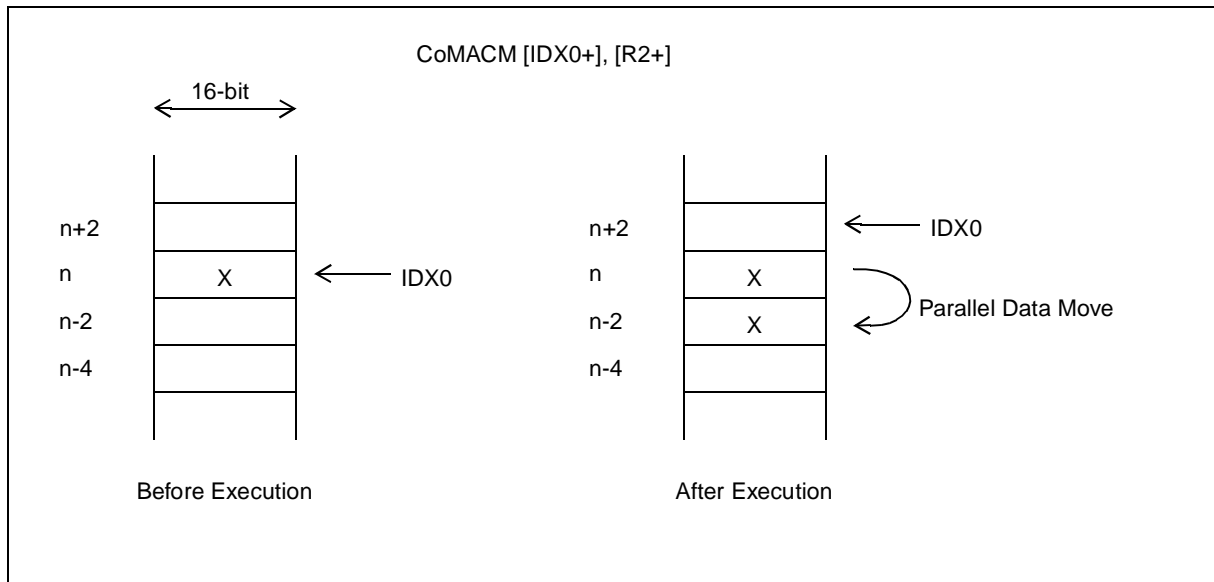 CoMACM [IDX0+], [R2+]
16-bit
n+2
n
X
IDX0
n-2
n-4
Before Execution
n+2
IDX0
n
X
n-2
X
Parallel Data Move
n-4
After Execution